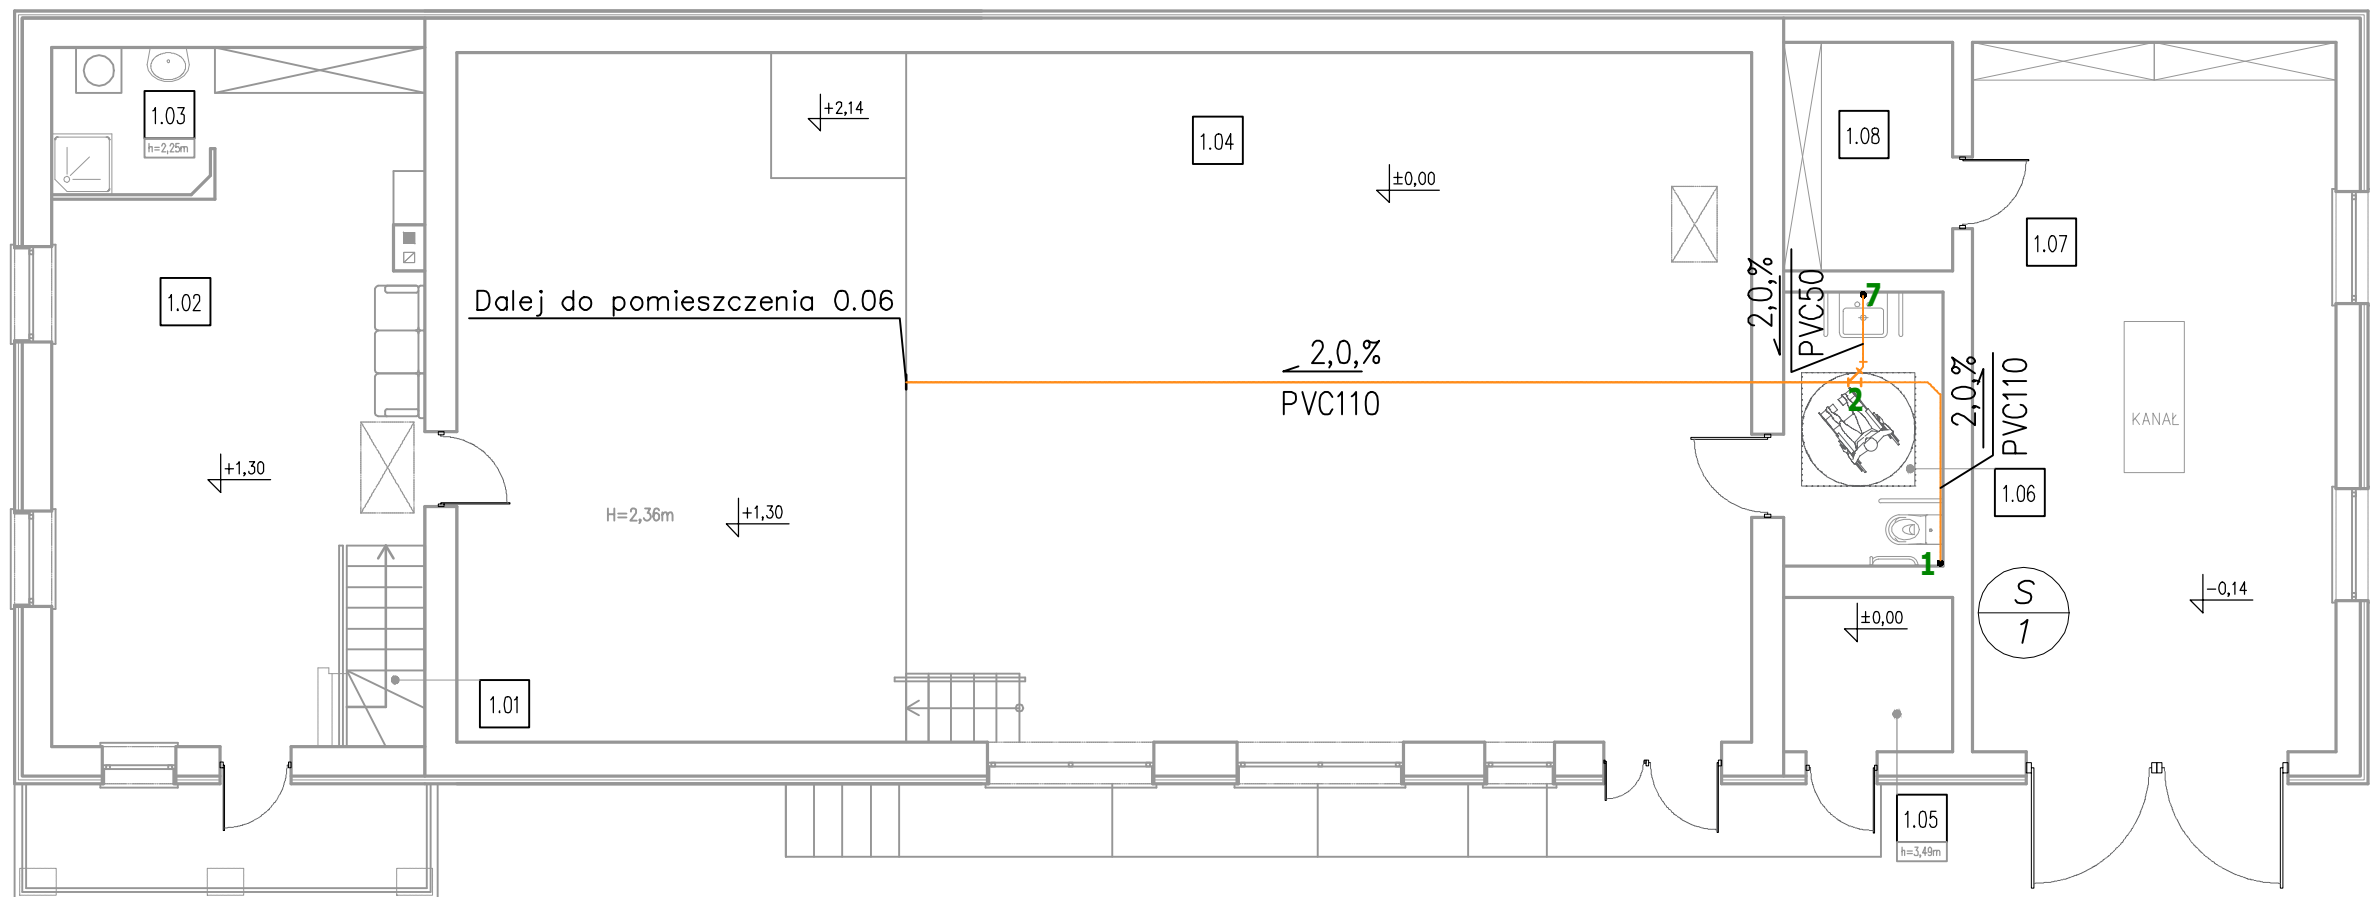 1.03
h=2,25m
+2,14
1.04
±0,00
1.08
1.07
1.02
Dalej do pomieszczenia 0.06
2,0,%
PVC50
7
2,0,%
PVC110
2
2,0,%
PVC110
KANAŁ
+1,30
H=2,36m
+1,30
1.06
1
S
1
-0,14
±0,00
1.01
1.05
h=3,49m